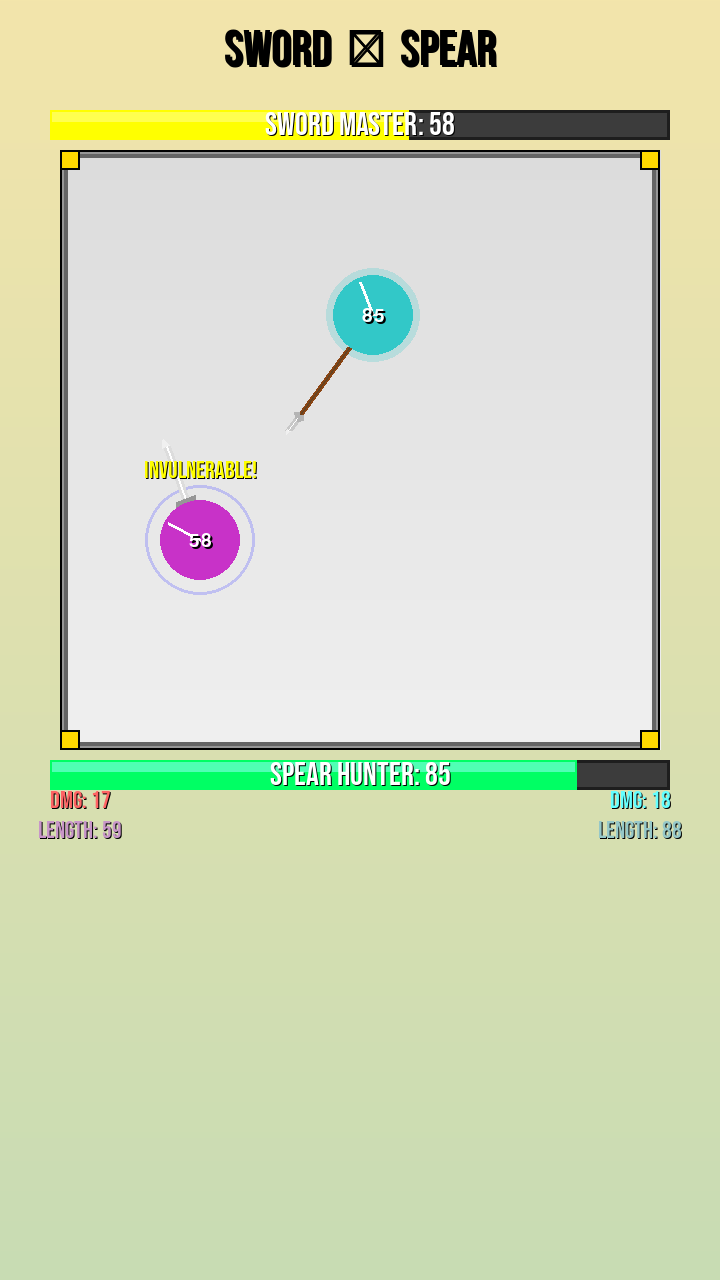 SWORD ⚔ SPEAR
SWORD MASTER: 58
85
INVULNERABLE!
58
SPEAR HUNTER: 85
DMG: 17
DMG: 18
LENGTH: 59
LENGTH: 88